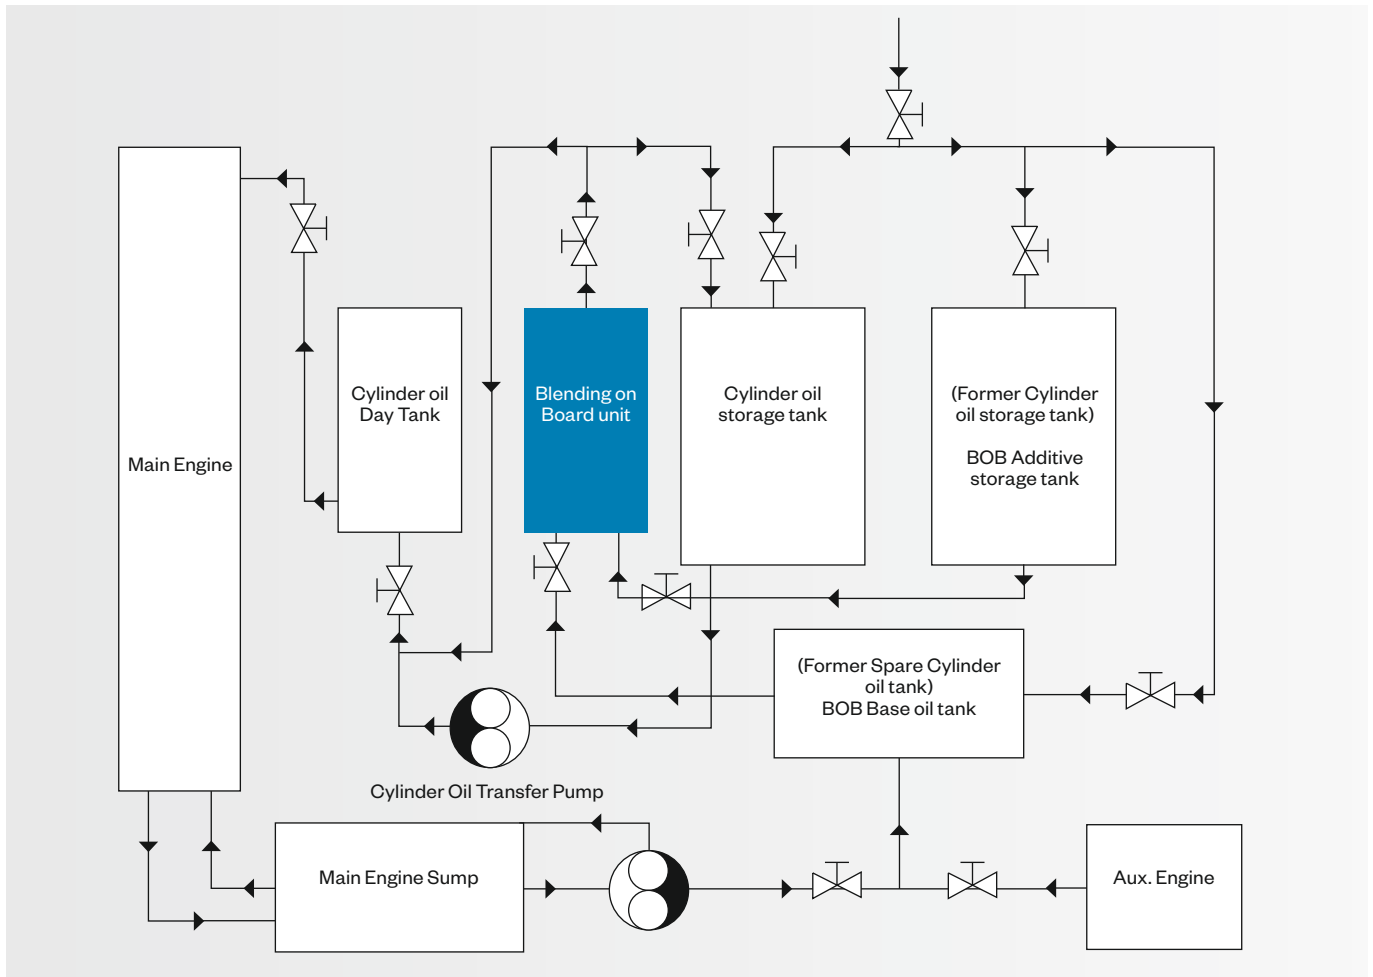 Main Engine
Cylinder oil
Day Tank
Blending on
Board unit
Cylinder oil
storage tank
(Former Cylinder
oil storage tank)
BOB Additive
storage tank
(Former Spare Cylinder
oil tank)
BOB Base oil tank
Cylinder Oil Transfer Pump
Main Engine Sump
Aux. Engine